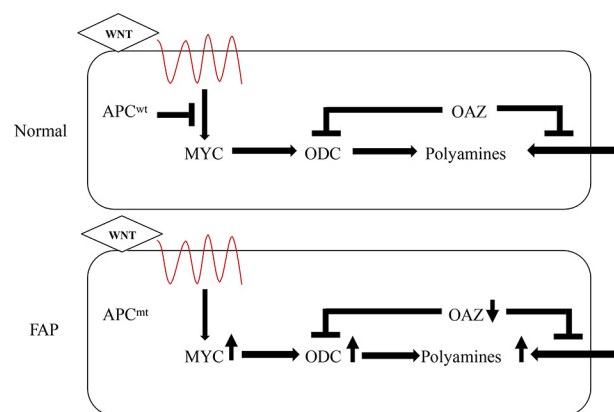 WNT
Normal
APCwt
OAZ
MYC
ODC
Polyamines
WNT
FAP
APCmt
OAZ
MYC
ODC
Polyamines